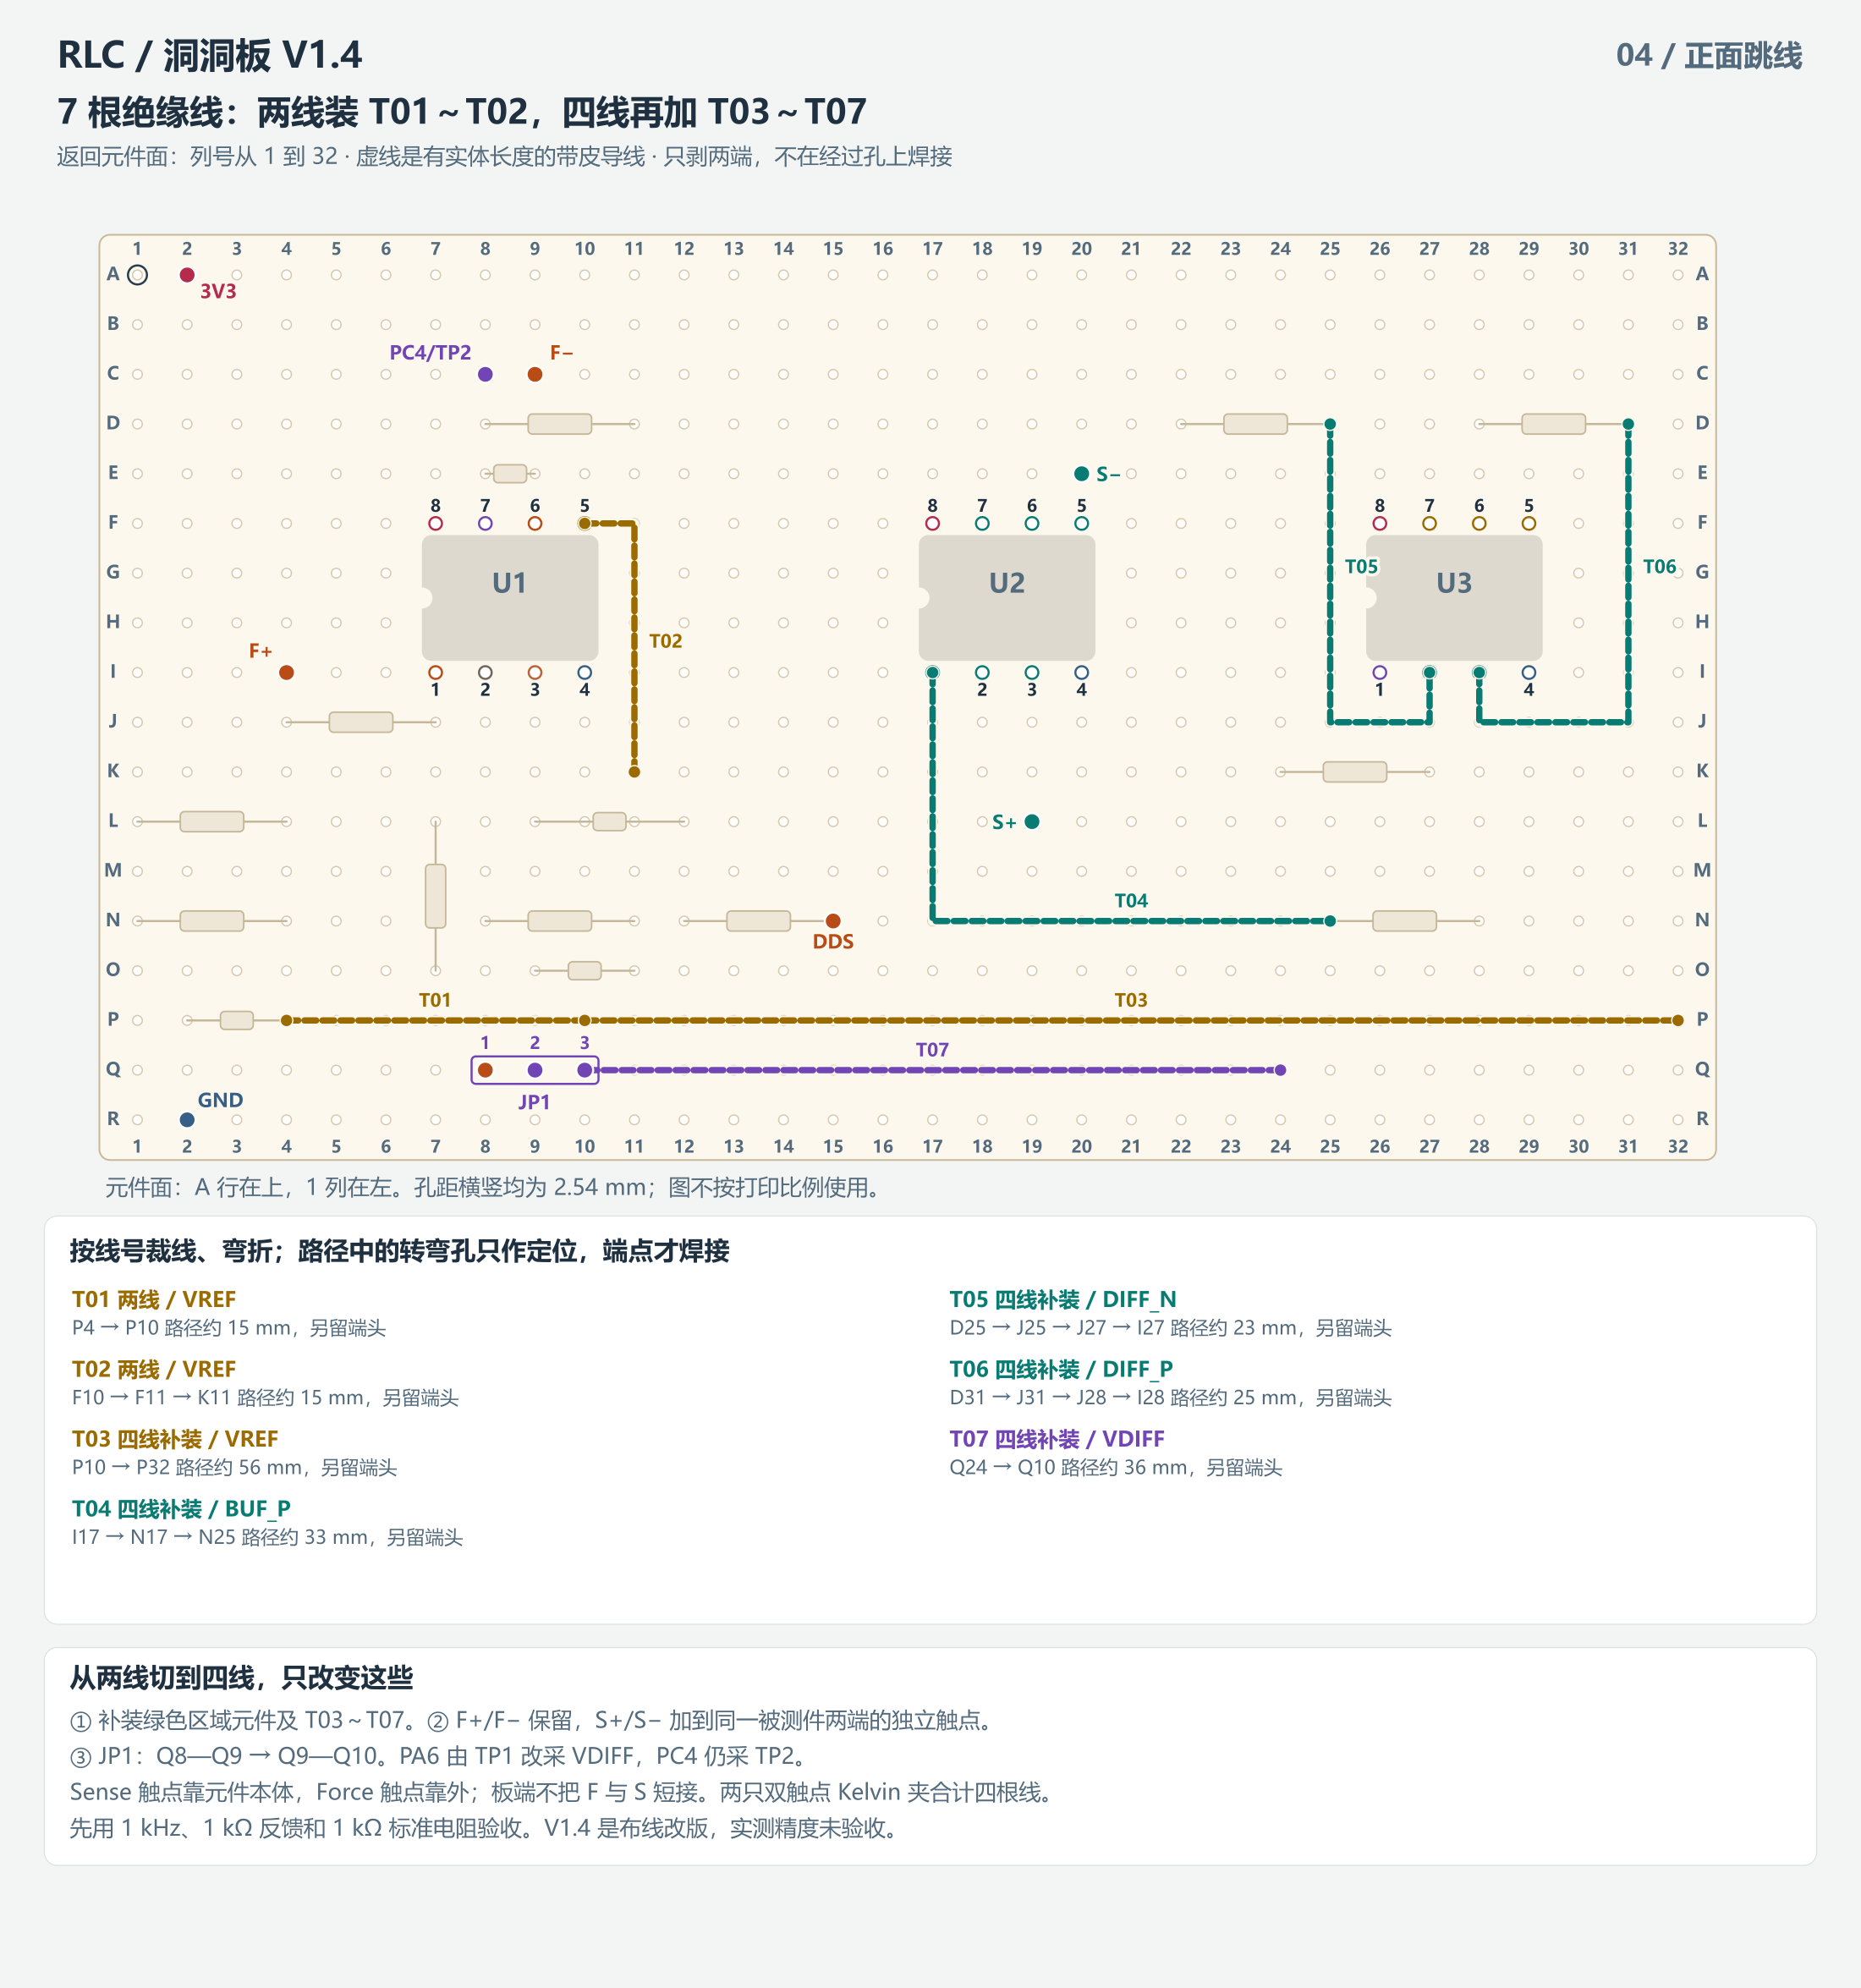 RLC / 洞洞板 V1.4
04 / 正面跳线
7 根绝缘线：两线装 T01～T02，四线再加 T03～T07
返回元件面：列号从 1 到 32 · 虚线是有实体长度的带皮导线 · 只剥两端，不在经过孔上焊接
1 2 3 4 5 6 7 8 9 10 11 12 13 14 15 16 17 18 19 20 21 22 23 24 25 26 27 28 29 30 31 32
A A
3V3
B B
PC4/TP2 F−
C C
D D
E S− E
8 7 6 5 8 7 6 5 8 7 6 5
F F
G U1 U2 T05 U3 T06 G
H H
T02
F+
I I
1 2 3 4 2 3 4 1 4
J J
K K
L S+ L
M M
T04
N N
DDS
O O
T01 T03
P P
1 2 3 T07
Q Q
JP1
GND
R R
1 2 3 4 5 6 7 8 9 10 11 12 13 14 15 16 17 18 19 20 21 22 23 24 25 26 27 28 29 30 31 32
元件面：A 行在上，1 列在左。孔距横竖均为 2.54 mm；图不按打印比例使用。
按线号裁线、弯折；路径中的转弯孔只作定位，端点才焊接
T01 两线 / VREF
P4 → P10 路径约 15 mm，另留端头
T02 两线 / VREF
F10 → F11 → K11 路径约 15 mm，另留端头
T03 四线补装 / VREF
P10 → P32 路径约 56 mm，另留端头
T04 四线补装 / BUF_P
I17 → N17 → N25 路径约 33 mm，另留端头
T05 四线补装 / DIFF_N
D25 → J25 → J27 → I27 路径约 23 mm，另留端头
T06 四线补装 / DIFF_P
D31 → J31 → J28 → I28 路径约 25 mm，另留端头
T07 四线补装 / VDIFF
Q24 → Q10 路径约 36 mm，另留端头
从两线切到四线，只改变这些
① 补装绿色区域元件及 T03～T07。② F+/F− 保留，S+/S− 加到同一被测件两端的独立触点。
③ JP1：Q8—Q9 → Q9—Q10。PA6 由 TP1 改采 VDIFF，PC4 仍采 TP2。
Sense 触点靠元件本体，Force 触点靠外；板端不把 F 与 S 短接。两只双触点 Kelvin 夹合计四根线。
先用 1 kHz、1 kΩ 反馈和 1 kΩ 标准电阻验收。V1.4 是布线改版，实测精度未验收。